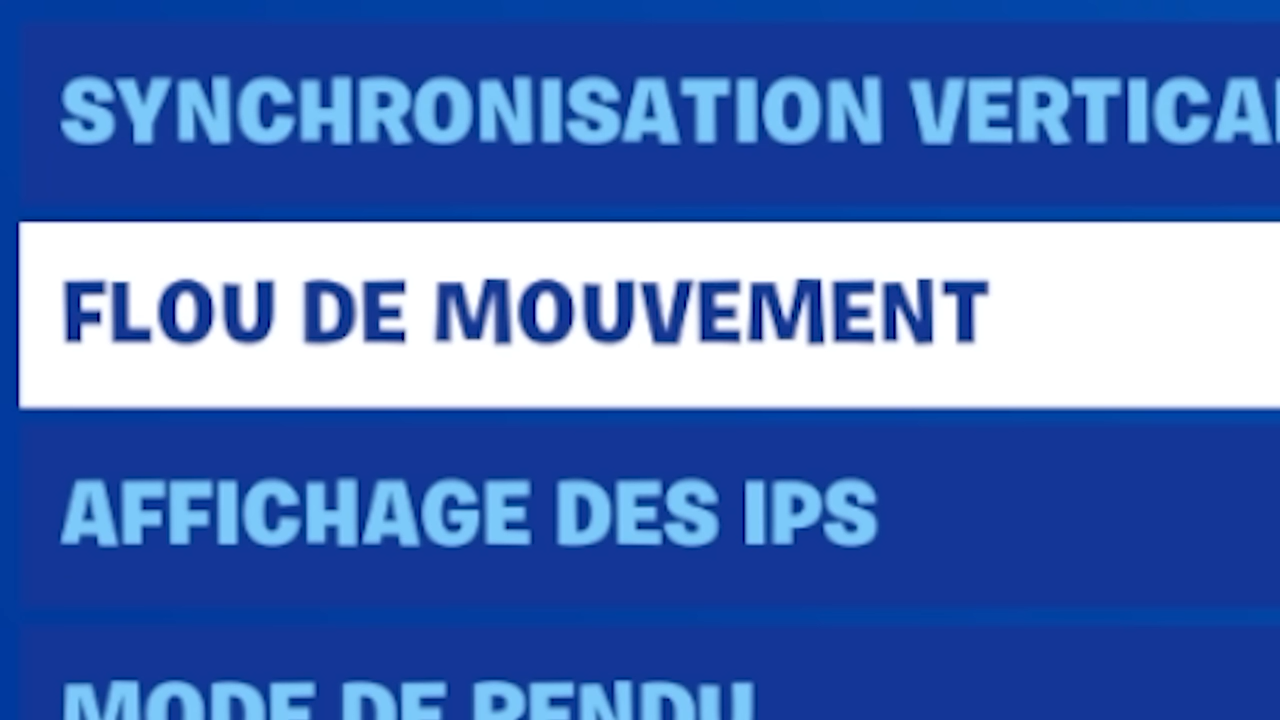 SYNCHRONISATION VERTICA
FLOU DE MOUVEMENT
AFFICHAGE DES IPS
MODE DE RENDU